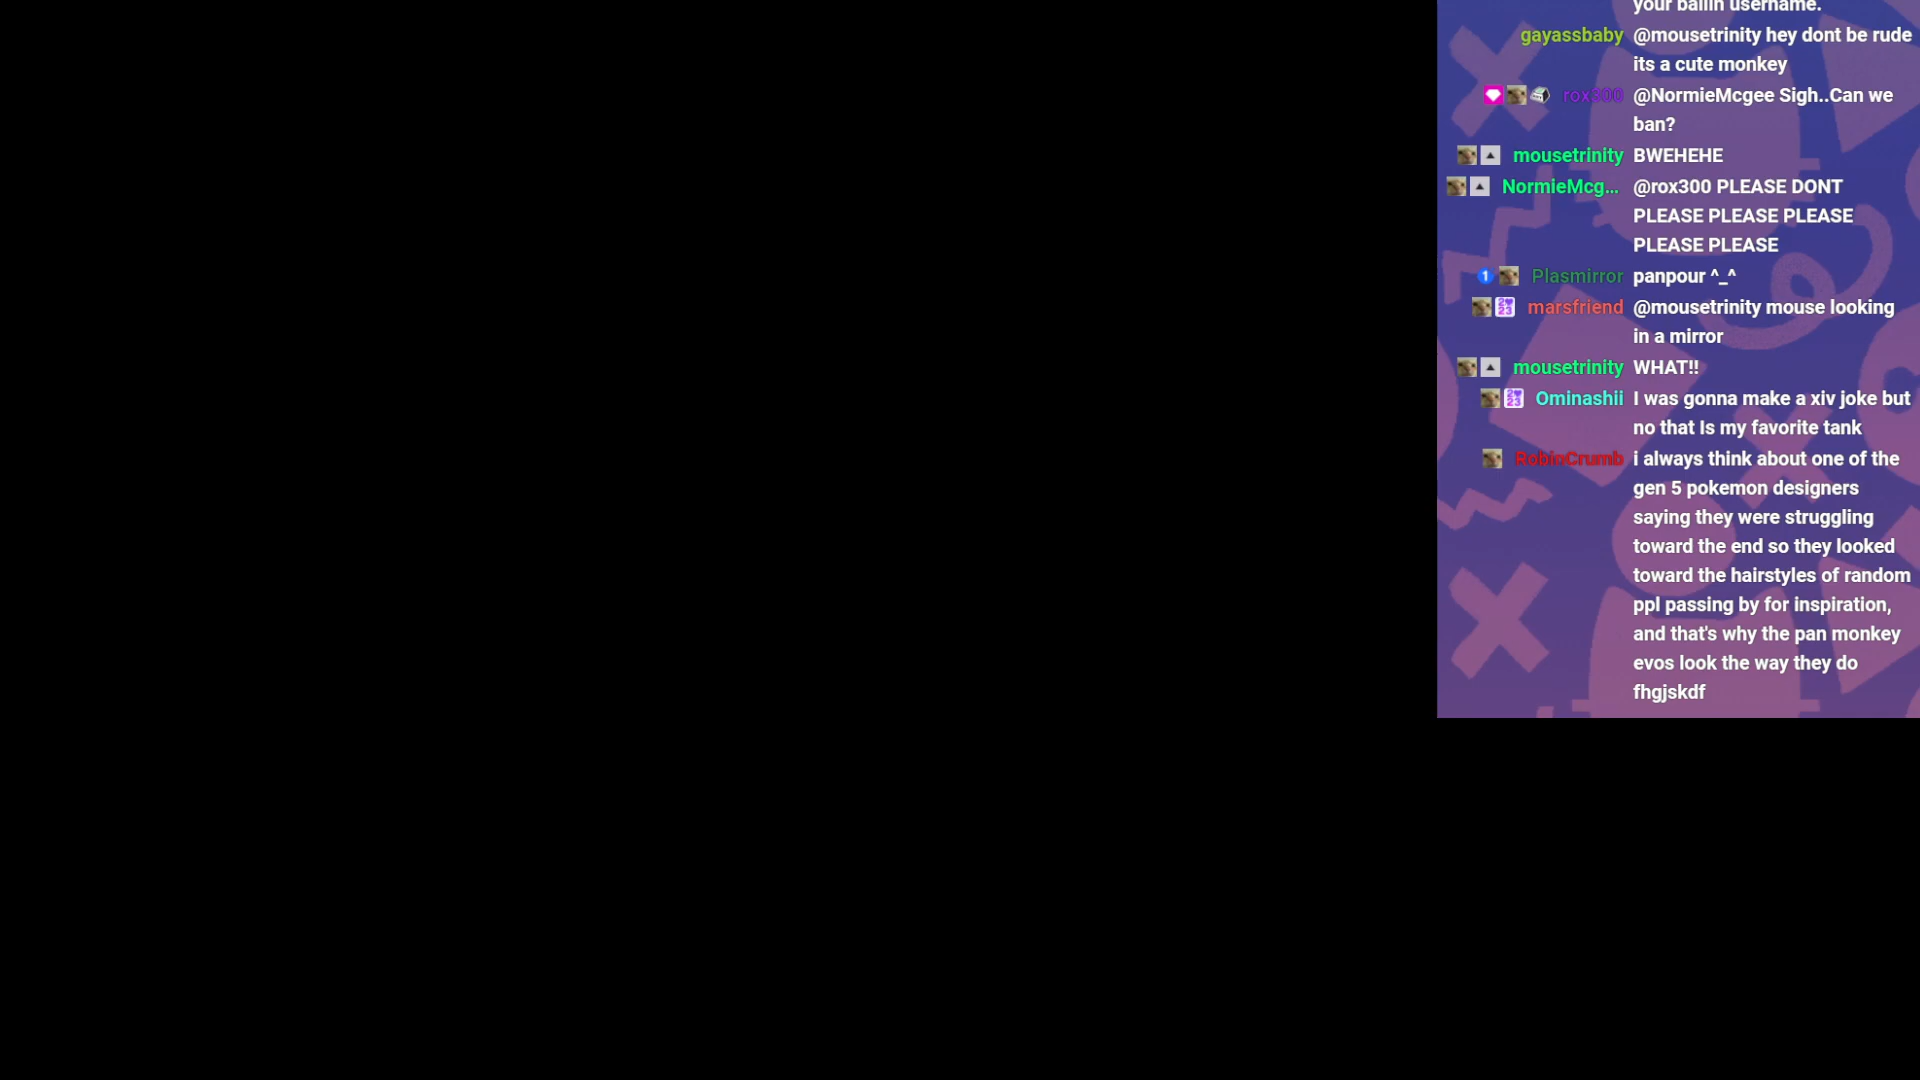 your ballin username.
gayassbaby @mousetrinity hey dont be rude
its a cute monkey
rox300 @NormieMcgee Sigh..Can we
ban?
mousetrinity BWEHEHE
NormieMcg... @rox300 PLEASE DONT
PLEASE PLEASE PLEASE
PLEASE PLEASE
1 Plasmirror panpour ^_^
marsfriend @mousetrinity mouse looking
in a mirror
mousetrinity WHAT!!
Ominashii I was gonna make a xiv joke but
no that Is my favorite tank
RobinCrumb i always think about one of the
gen 5 pokemon designers
saying they were struggling
toward the end so they looked
toward the hairstyles of random
ppl passing by for inspiration,
and that's why the pan monkey
evos look the way they do
fhgjskdf